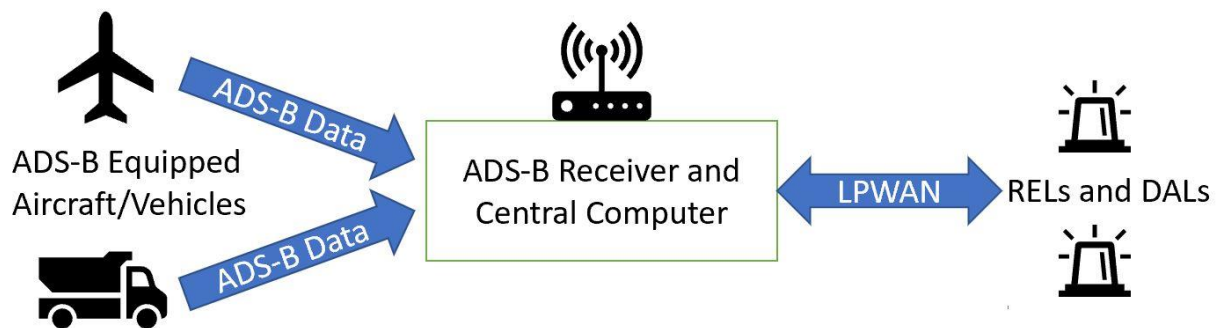 ADS-B Data
ADS-B Equipped
Aircraft/Vehicles
ADS-B Data
ADS-B Receiver and
Central Computer
LPWAN
RELs and DALs